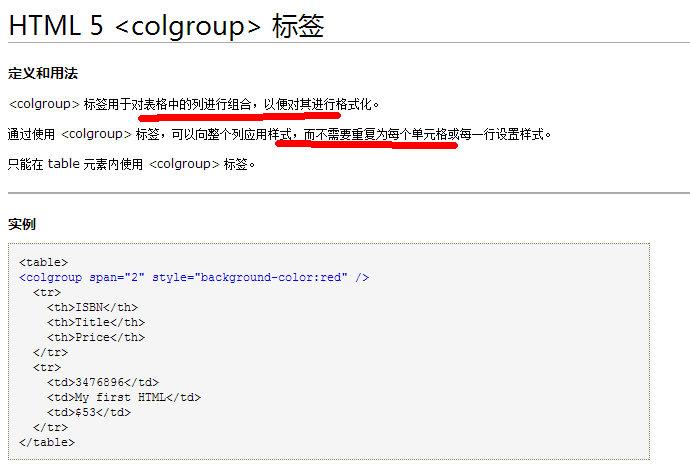 HTML 5 <colgroup> 标签
定义和用法
<colgroup> 标签用于对表格中的列进行组合，以便对其进行格式化。
通过使用 <colgroup> 标签，可以向整个列应用样式，而不需要重复为每个单元格或每一行设置样式。
只能在 table 元素内使用 <colgroup> 标签。
实例
<table>
<colgroup span="2" style="background-color:red" />
  <tr>
    <th>ISBN</th>
    <th>Title</th>
    <th>Price</th>
  </tr>
  <tr>
    <td>3476896</td>
    <td>My first HTML</td>
    <td>$53</td>
  </tr>
</table>